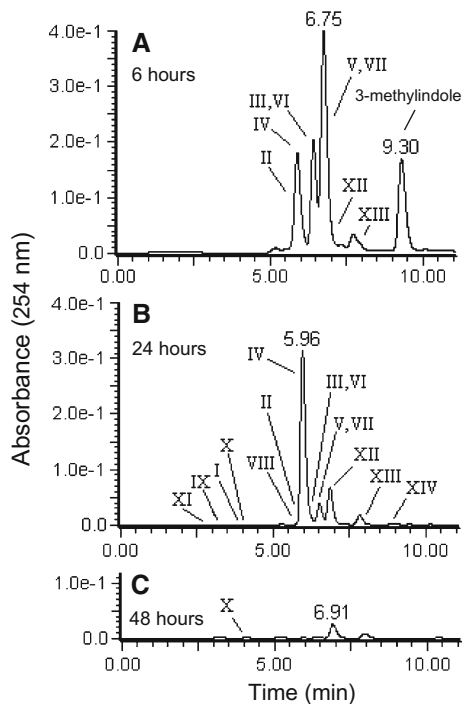 Absorbance (254 nm)
A
6 hours
4.0e-1
3.0e-1
2.0e-1
1.0e-1
0.0
6.75
V,VII
3-methylindole
III,VI
IV
9.30
II
XII
XIII
0.00
5.00
10.00
B
24 hours
4.0e-1
3.0e-1
2.0e-1
1.0e-1
0.0
5.96
IV
III,VI
II
V,VII
X
I
VIII
XII
IX
XIII
XI
XIV
0.00
5.00
10.00
C
48 hours
1.0e-1
0.0
X
6.91
0.00
5.00
10.00
Time (min)